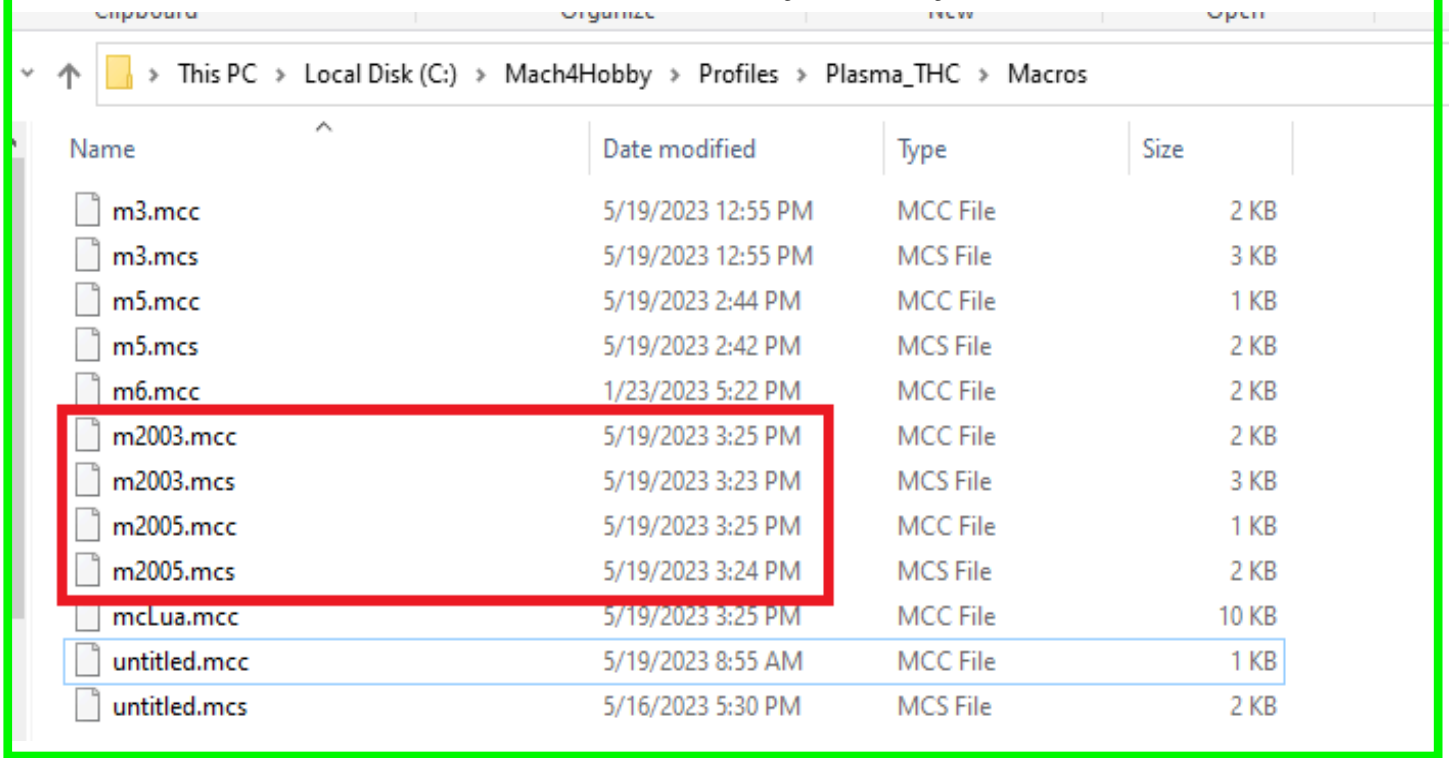 Clipboard Organize New Open
This PC > Local Disk (C:) > Mach4Hobby > Profiles > Plasma_THC > Macros
Name Date modified Type Size
m3.mcc 5/19/2023 12:55 PM MCC File 2 KB
m3.mcs 5/19/2023 12:55 PM MCS File 3 KB
m5.mcc 5/19/2023 2:44 PM MCC File 1 KB
m5.mcs 5/19/2023 2:42 PM MCS File 2 KB
m6.mcc 1/23/2023 5:22 PM MCC File 2 KB
m2003.mcc 5/19/2023 3:25 PM MCC File 2 KB
m2003.mcs 5/19/2023 3:23 PM MCS File 3 KB
m2005.mcc 5/19/2023 3:25 PM MCC File 1 KB
m2005.mcs 5/19/2023 3:24 PM MCS File 2 KB
mcLua.mcc 5/19/2023 3:25 PM MCC File 10 KB
untitled.mcc 5/19/2023 8:55 AM MCC File 1 KB
untitled.mcs 5/16/2023 5:30 PM MCS File 2 KB